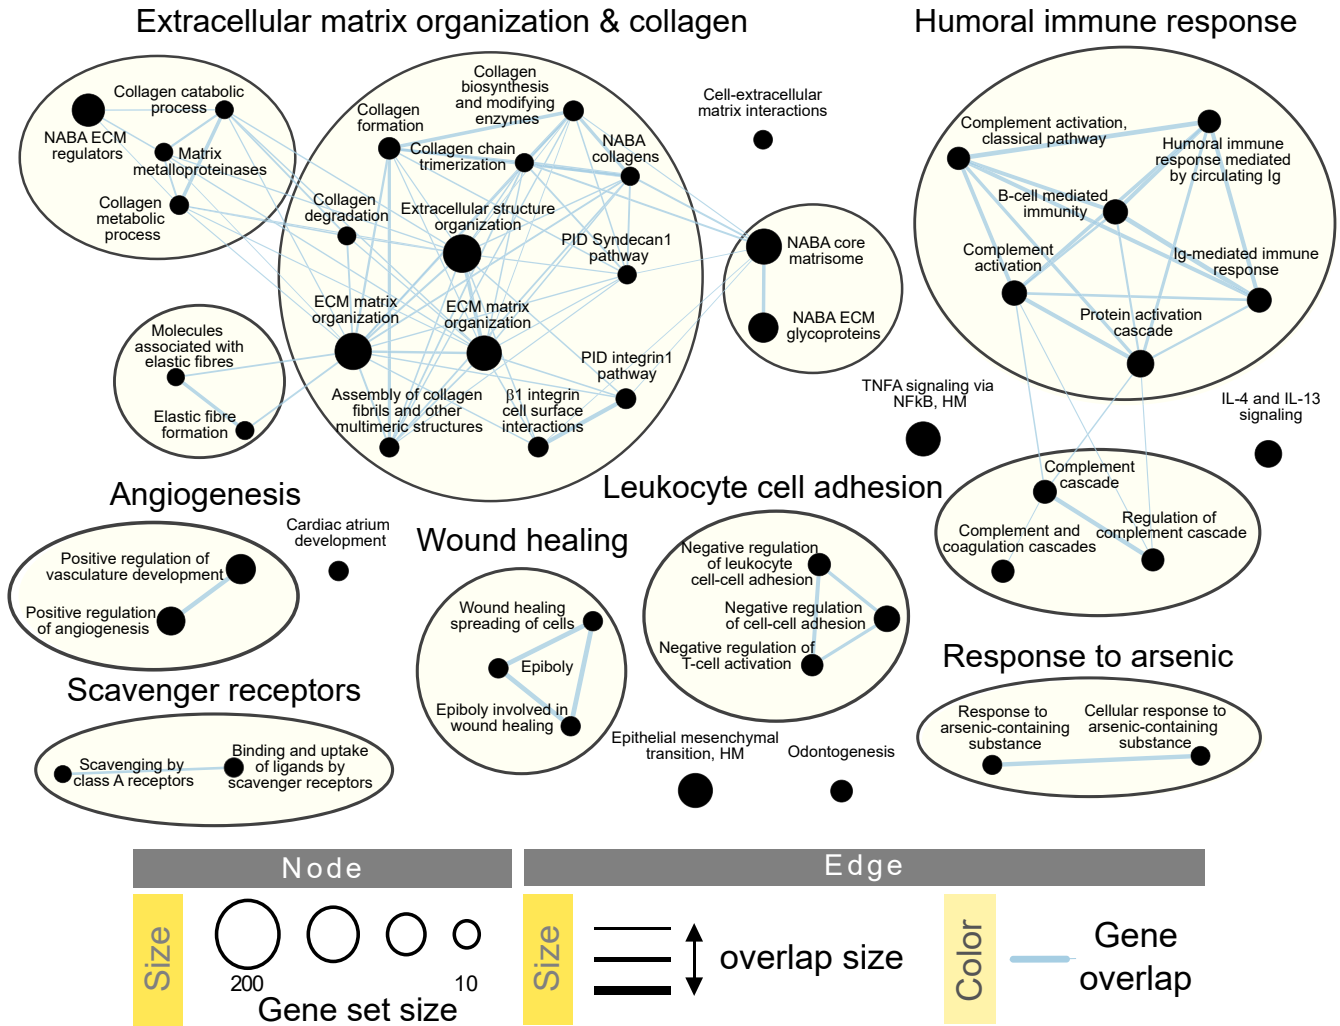 Extracellular matrix organization & collagen
Humoral immune response
Collagen catabolic
process
NABA ECM
regulators
Matrix
metalloproteinases
Collagen
metabolic
process
Collagen
biosynthesis
and modifying
enzymes
Collagen
formation
Collagen chain
trimerization
NABA
collagens
Collagen
degradation
Extracellular structure
organization
PID Syndecan1
pathway
ECM matrix
organization
ECM matrix
organization
PID integrin1
pathway
Assembly of collagen
fibrils and other
multimeric structures
β1 integrin
cell surface
interactions
Molecules
associated with
elastic fibres
Elastic fibre
formation
Cell-extracellular
matrix interactions
NABA core
matrisome
NABA ECM
glycoproteins
Complement activation,
classical pathway
Humoral immune
response mediated
by circulating Ig
B-cell mediated
immunity
Complement
activation
Ig-mediated immune
response
Protein activation
cascade
TNFA signaling via
NFkB, HM
IL-4 and IL-13
signaling
Complement
cascade
Complement and
coagulation cascades
Regulation of
complement cascade
Angiogenesis
Positive regulation of
vasculature development
Positive regulation
of angiogenesis
Cardiac atrium
development
Wound healing
Wound healing
spreading of cells
Epiboly
Epiboly involved in
wound healing
Leukocyte cell adhesion
Negative regulation
of leukocyte
cell-cell adhesion
Negative regulation
of cell-cell adhesion
Negative regulation of
T-cell activation
Scavenger receptors
Scavenging by
class A receptors
Binding and uptake
of ligands by
scavenger receptors
Epithelial mesenchymal
transition, HM
Odontogenesis
Response to arsenic
Response to
arsenic-containing
substance
Cellular response to
arsenic-containing
substance
Node
Edge
Size
200
10
Gene set size
Size
overlap size
Color
Gene
overlap